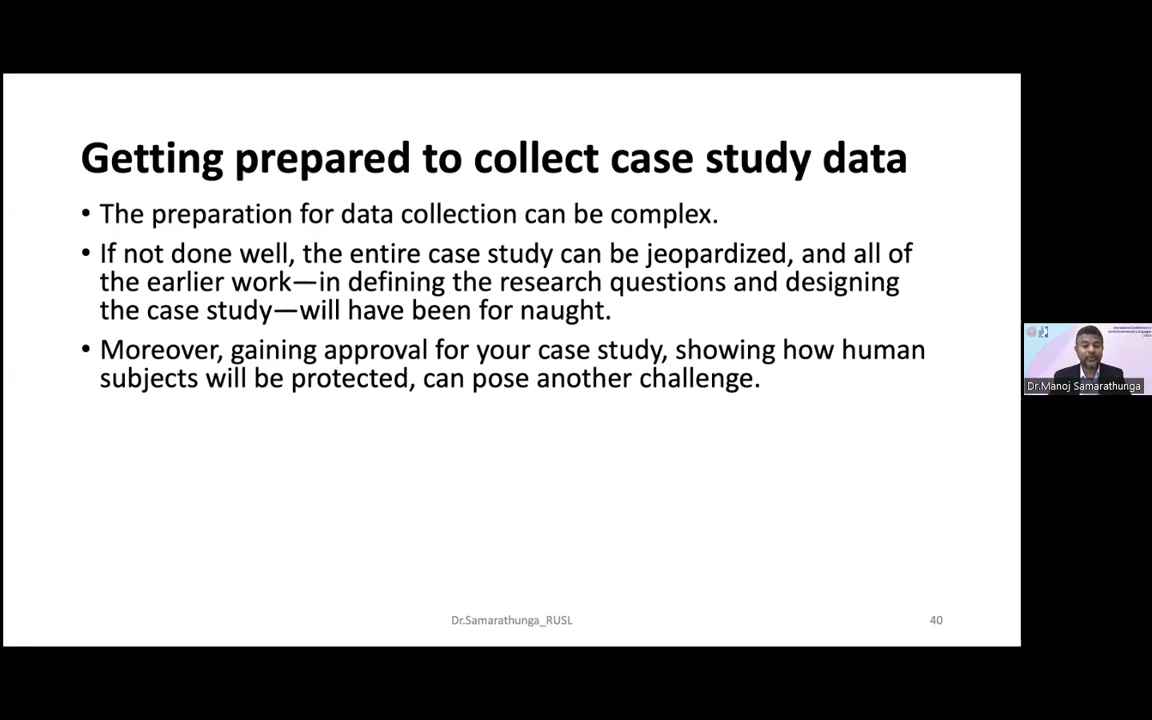 Getting prepared to collect case study data
• The preparation for data collection can be complex.
• If not done well, the entire case study can be jeopardized, and all of
the earlier work—in defining the research questions and designing
the case study—will have been for naught.
• Moreover, gaining approval for your case study, showing how human
subjects will be protected, can pose another challenge.
Dr.Samarathunga_RUSL
40
Dr.Manoj Samarathunga